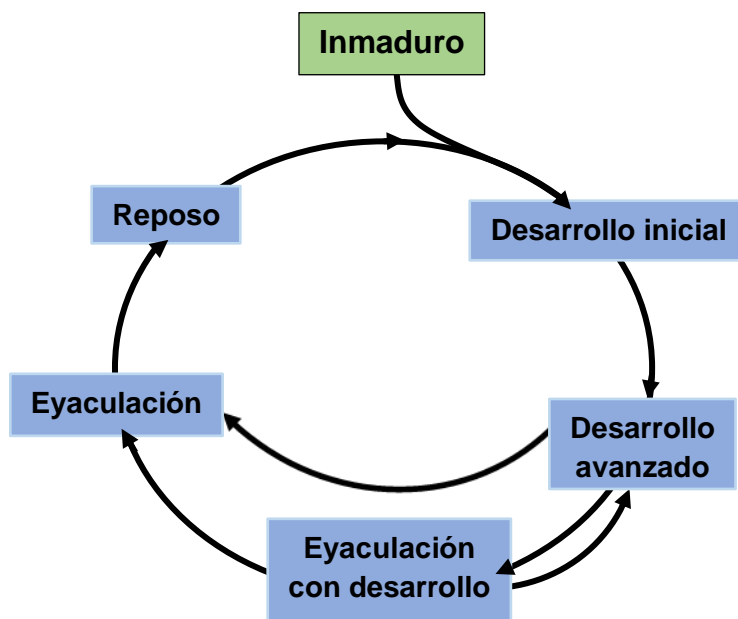 Inmaduro
Reposo
Desarrollo inicial
Eyaculación
Desarrollo
avanzado
Eyaculación
con desarrollo